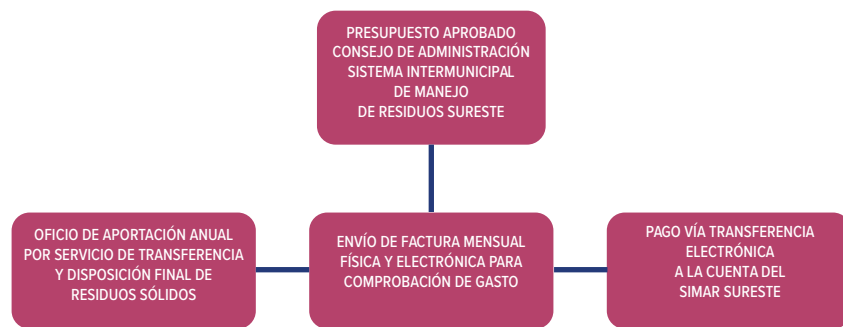 PRESUPUESTO APROBADO
CONSEJO DE ADMINISTRACIÓN
SISTEMA INTERMUNICIPAL
DE MANEJO
DE RESIDUOS SURESTE
OFICIO DE APORTACIÓN ANUAL
POR SERVICIO DE TRANSFERENCIA
Y DISPOSICIÓN FINAL DE
RESIDUOS SÓLIDOS
ENVÍO DE FACTURA MENSUAL
FÍSICA Y ELECTRÓNICA PARA
COMPROBACIÓN DE GASTO
PAGO VÍA TRANSFERENCIA
ELECTRÓNICA
A LA CUENTA DEL
SIMAR SURESTE